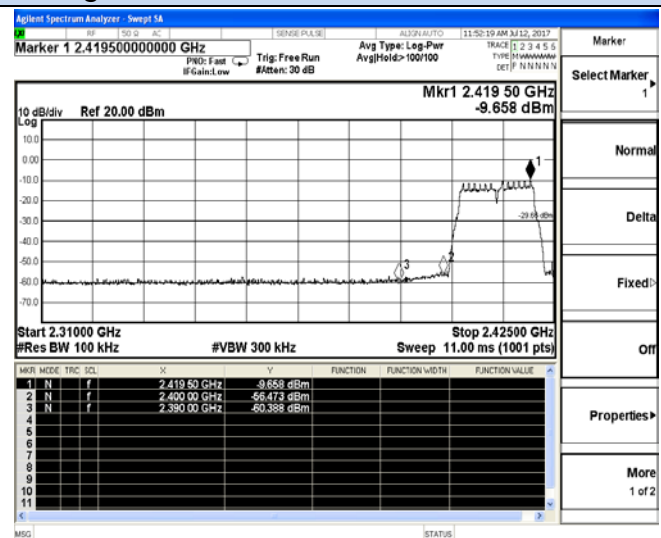 Agilent Spectrum Analyzer - Swept SA
RF 50 Ω AC SENSE:PULSE ALIGN AUTO 11:52:19 AM Jul 12, 2017
Marker 1 2.419500000000 GHz
PNO: Fast
IFGain:Low
Trig: Free Run
#Atten: 30 dB
Avg Type: Log-Pwr
Avg|Hold:> 100/100
TRACE 1 2 3 4 5 6
TYPE
DET P N N N N N
Mkr1 2.419 50 GHz
-9.658 dBm
10 dB/div Ref 20.00 dBm
Log
10.0
0.00
-10.0
-20.0
-30.0
-40.0
-50.0
-60.0
-70.0
1
2
3
Start 2.31000 GHz Stop 2.42500 GHz
#Res BW 100 kHz #VBW 300 kHz Sweep 11.00 ms (1001 pts)
MKR MODE TRC SCL X Y FUNCTION FUNCTION WIDTH FUNCTION VALUE
1 N f 2.419 50 GHz -9.658 dBm
2 N f 2.400 00 GHz -56.473 dBm
3 N f 2.390 00 GHz -60.388 dBm
4
5
6
7
8
9
10
11
MSG STATUS
Marker
Select Marker
1
Normal
Delta
Fixed
Off
Properties
More
1 of 2